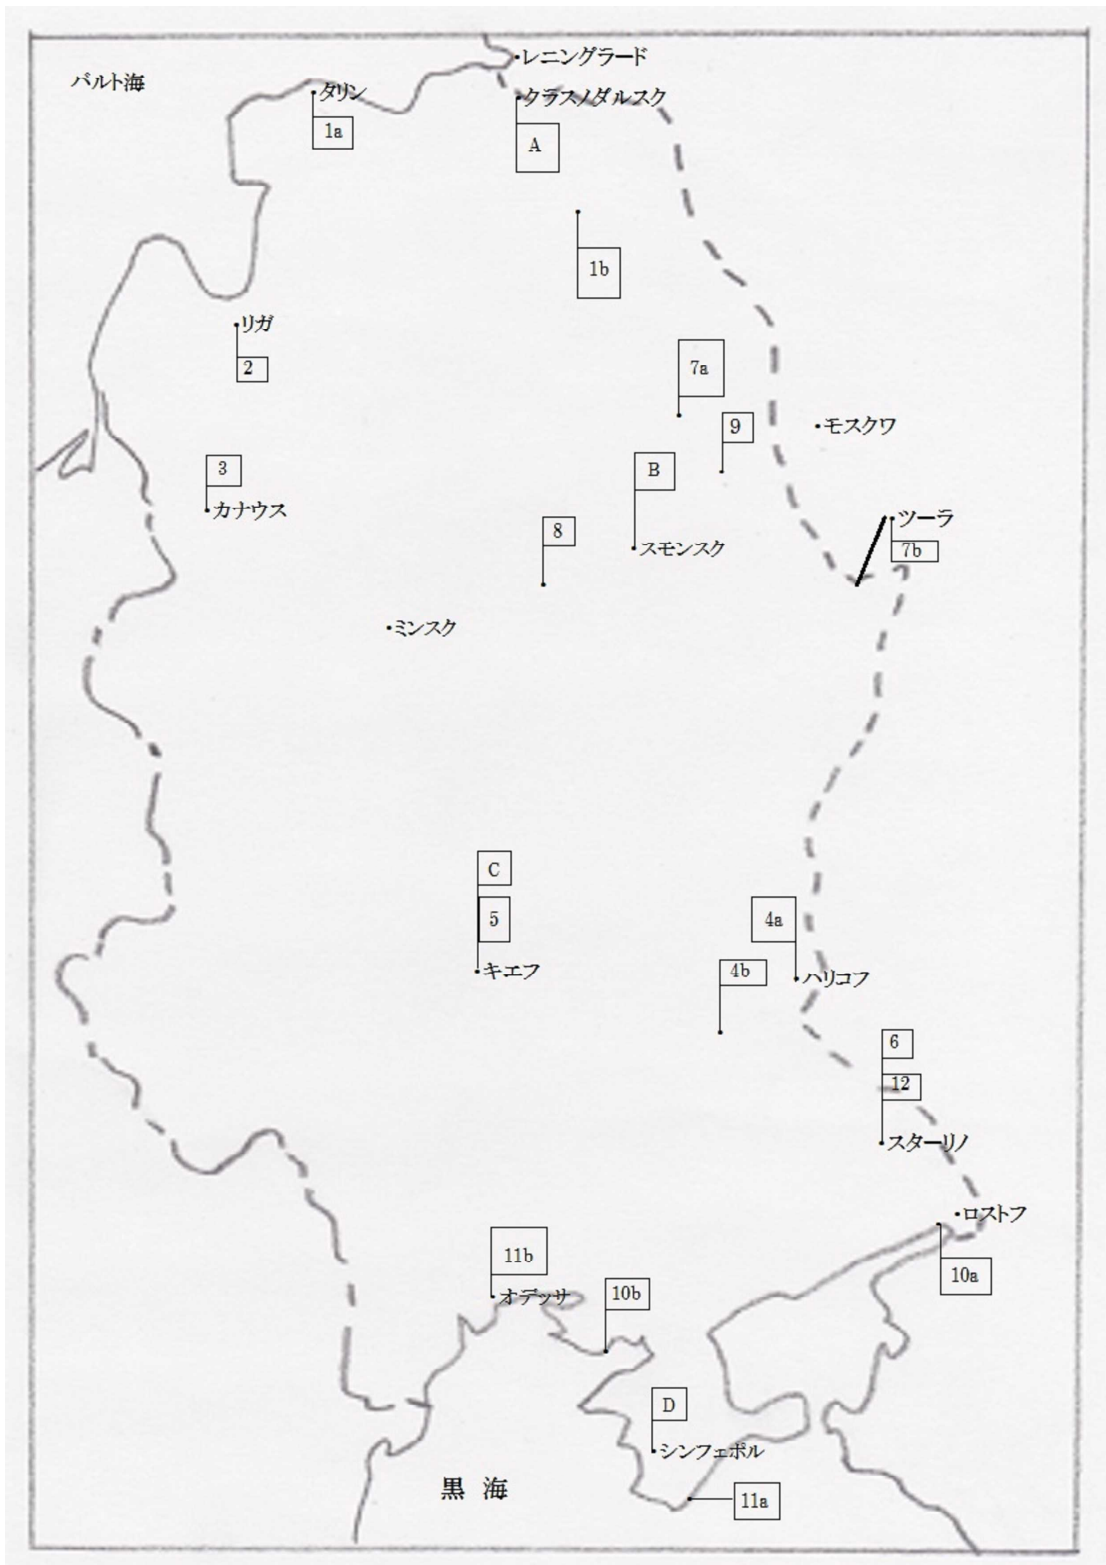 レニングラード
バルト海
タリン
クラスノダルスク
1a
A
1b
リガ
2
7a
9
モスクワ
3
B
カナウス
8
ツーラ
スモンスク
7b
ミンスク
C
5
4a
キエフ
4b
ハリコフ
6
12
スターリノ
ロストフ
11b
10a
オデッサ
10b
D
シンフェポル
黒 海
11a